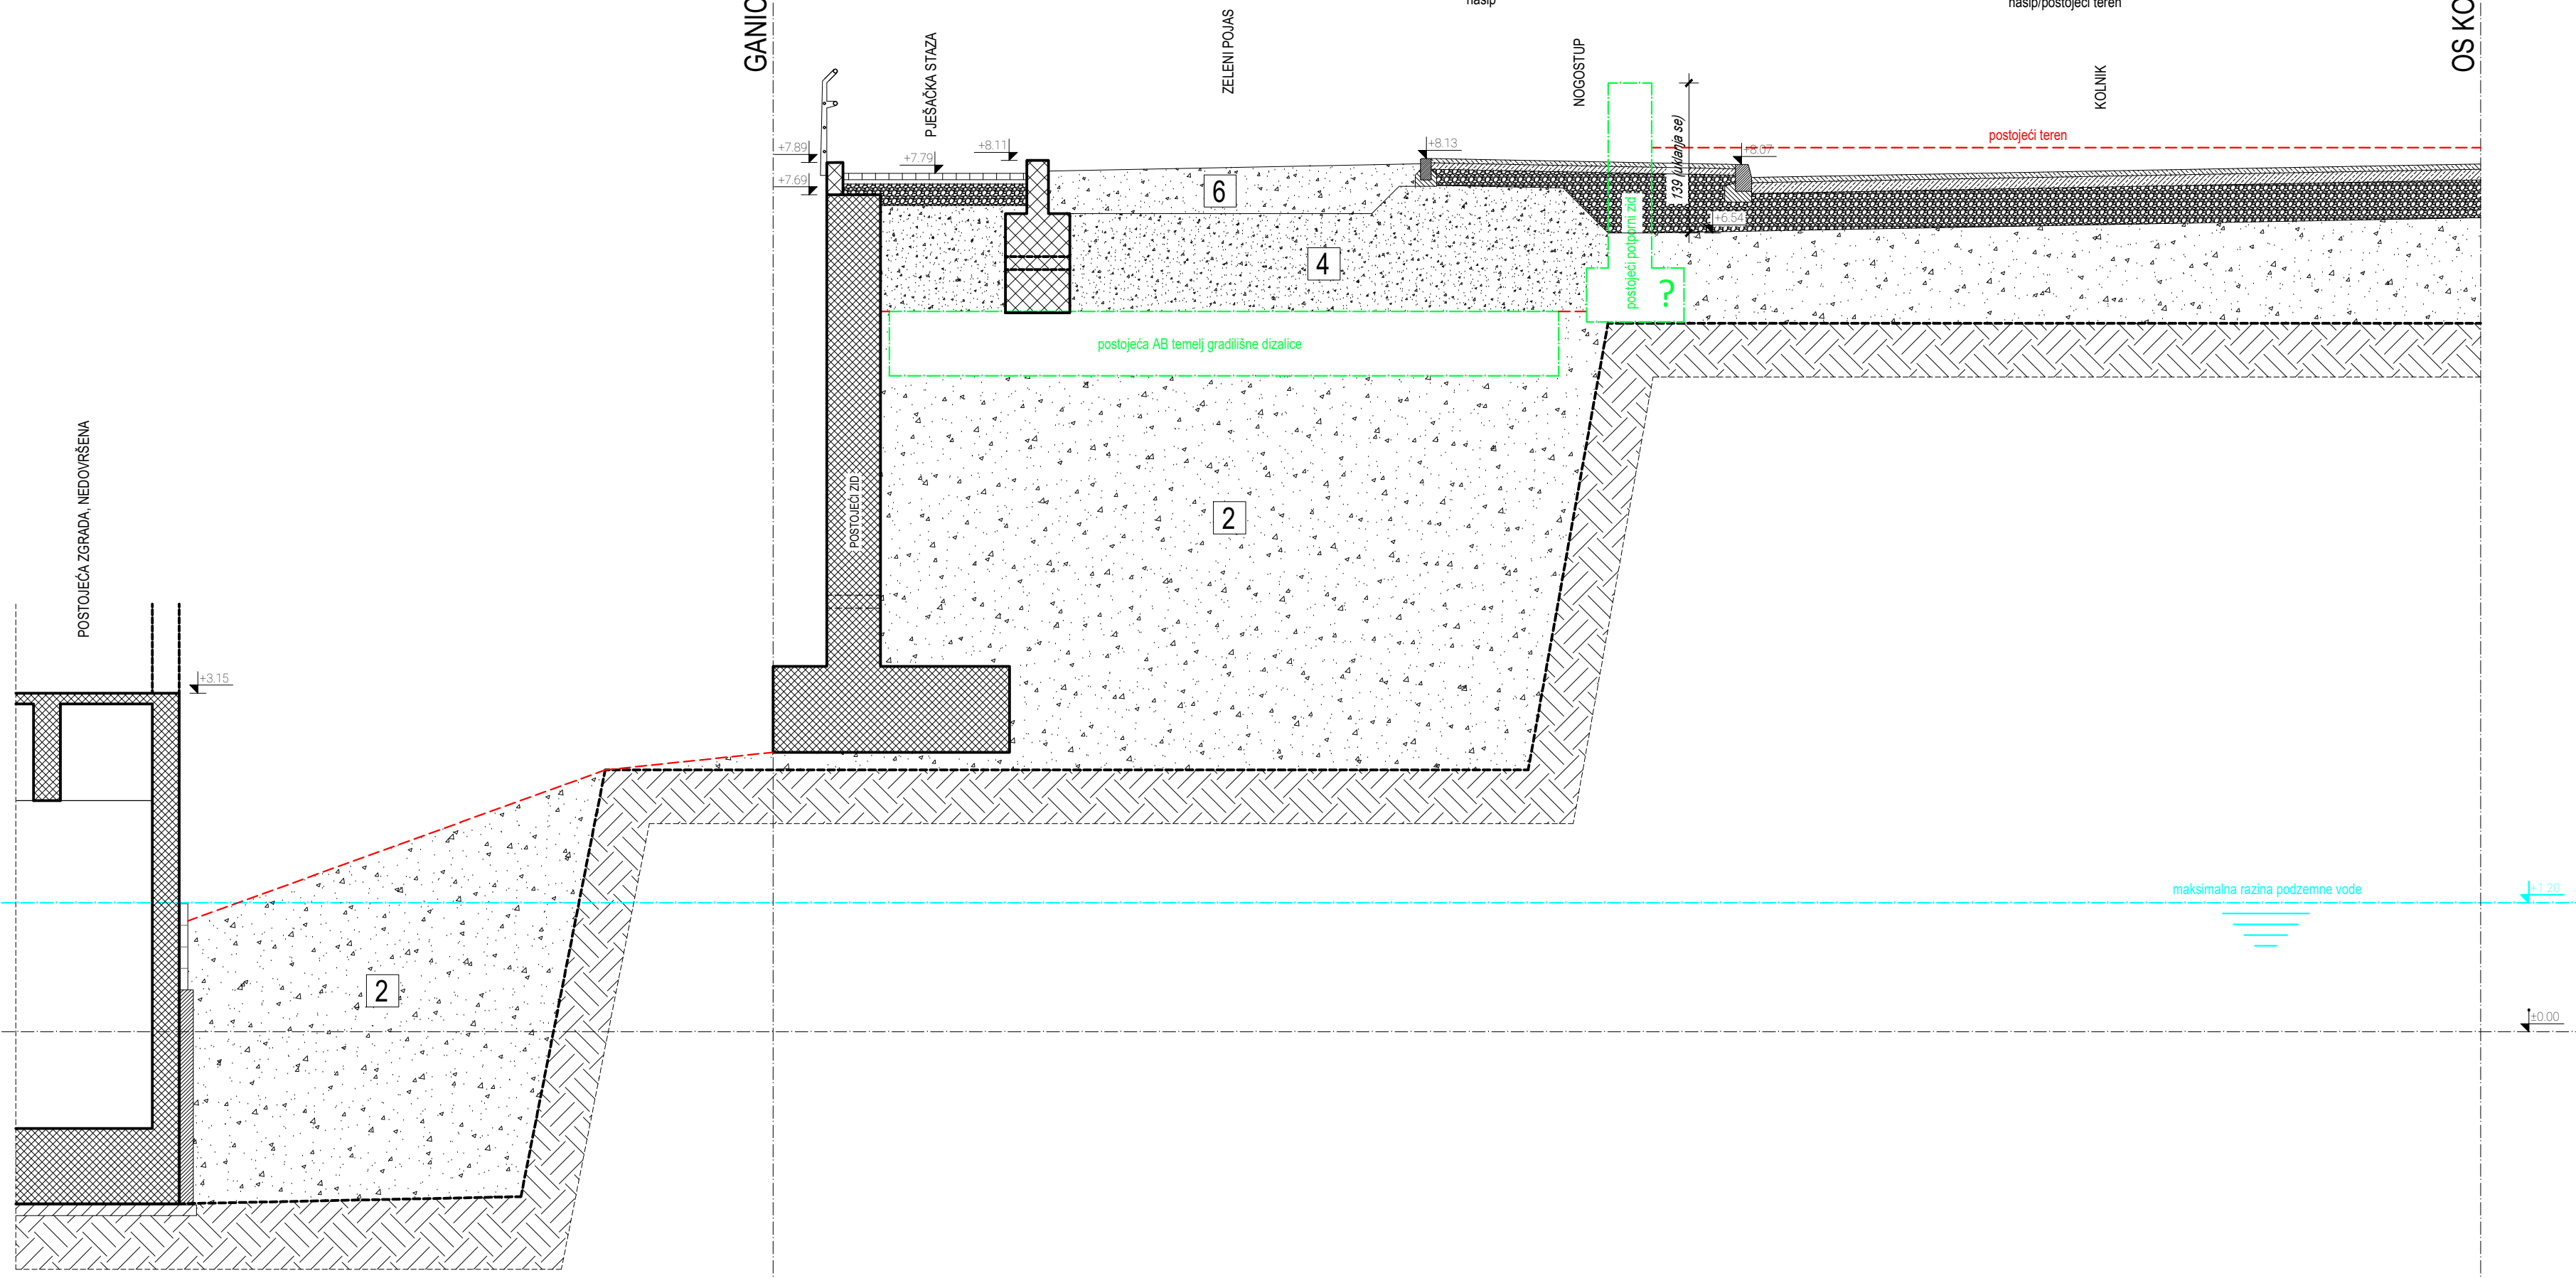 nasip
nasip/postojeći teren
GANIC
PJEŠAČKA STAZA
ZELENI POJAS
NOGOSTUP
KOLNIK
OS KO
+7.89
+7.69
+7.79
+8.11
+8.13
+8.07
+6.54
139 (uklanja se)
postojeći teren
6
4
postojeći potporni zid
?
postojeća AB temelj gradilišne dizalice
POSTOJEĆA ZGRADA, NEDOVRŠENA
POSTOJEĆI ZID
2
+3.15
maksimalna razina podzemne vode
+1.20
2
±0.00